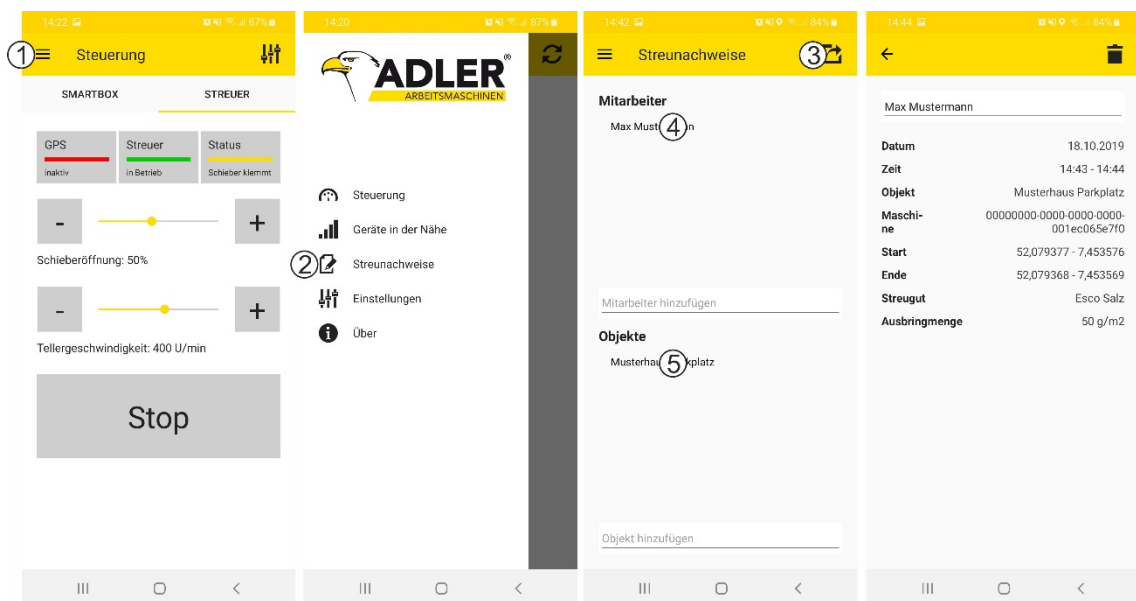 14:22 87%
① Steuerung
SMARTBOX STREUER
GPS Streuer Status
inaktiv in Betrieb Schieber klemmt
- +
Schieberöffnung: 50%
- +
Tellergeschwindigkeit: 400 U/min
Stop
14:20 87%
ADLER®
ARBEITSMASCHINEN
Steuerung
Geräte in der Nähe
② Streunachweise
Einstellungen
Über
14:42 84%
Streunachweise ③
Mitarbeiter
Max Must ④ n
Mitarbeiter hinzufügen
Objekte
Musterhau ⑤ kplatz
Objekt hinzufügen
14:44 84%
Max Mustermann
Datum 18.10.2019
Zeit 14:43 - 14:44
Objekt Musterhaus Parkplatz
Maschi- 00000000-0000-0000-0000-
ne 001ec065e7f0
Start 52,079377 - 7,453576
Ende 52,079368 - 7,453569
Streugut Esco Salz
Ausbringmenge 50 g/m2